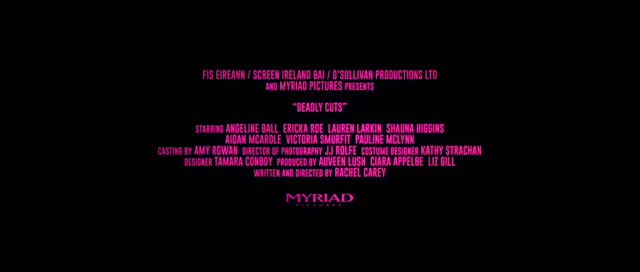 FIS EIREANN / SCREEN IRELAND BAI / O'SULLIVAN PRODUCTIONS LTD
AND MYRIAD PICTURES PRESENTS
"DEADLY CUTS"
STARRING ANGELINE BALL ERICKA ROE LAUREN LARKIN SHAUNA HIGGINS
AIDAN MCARDLE VICTORIA SMURFIT PAULINE MCLYNN
CASTING BY AMY ROWAN DIRECTOR OF PHOTOGRAPHY JJ ROLFE COSTUME DESIGNER KATHY STRACHAN
DESIGNER TAMARA CONBOY PRODUCED BY AUVEEN LUSH CIARA APPELBE LIZ GILL
WRITTEN AND DIRECTED BY RACHEL CAREY
MYRIAD
PICTURES